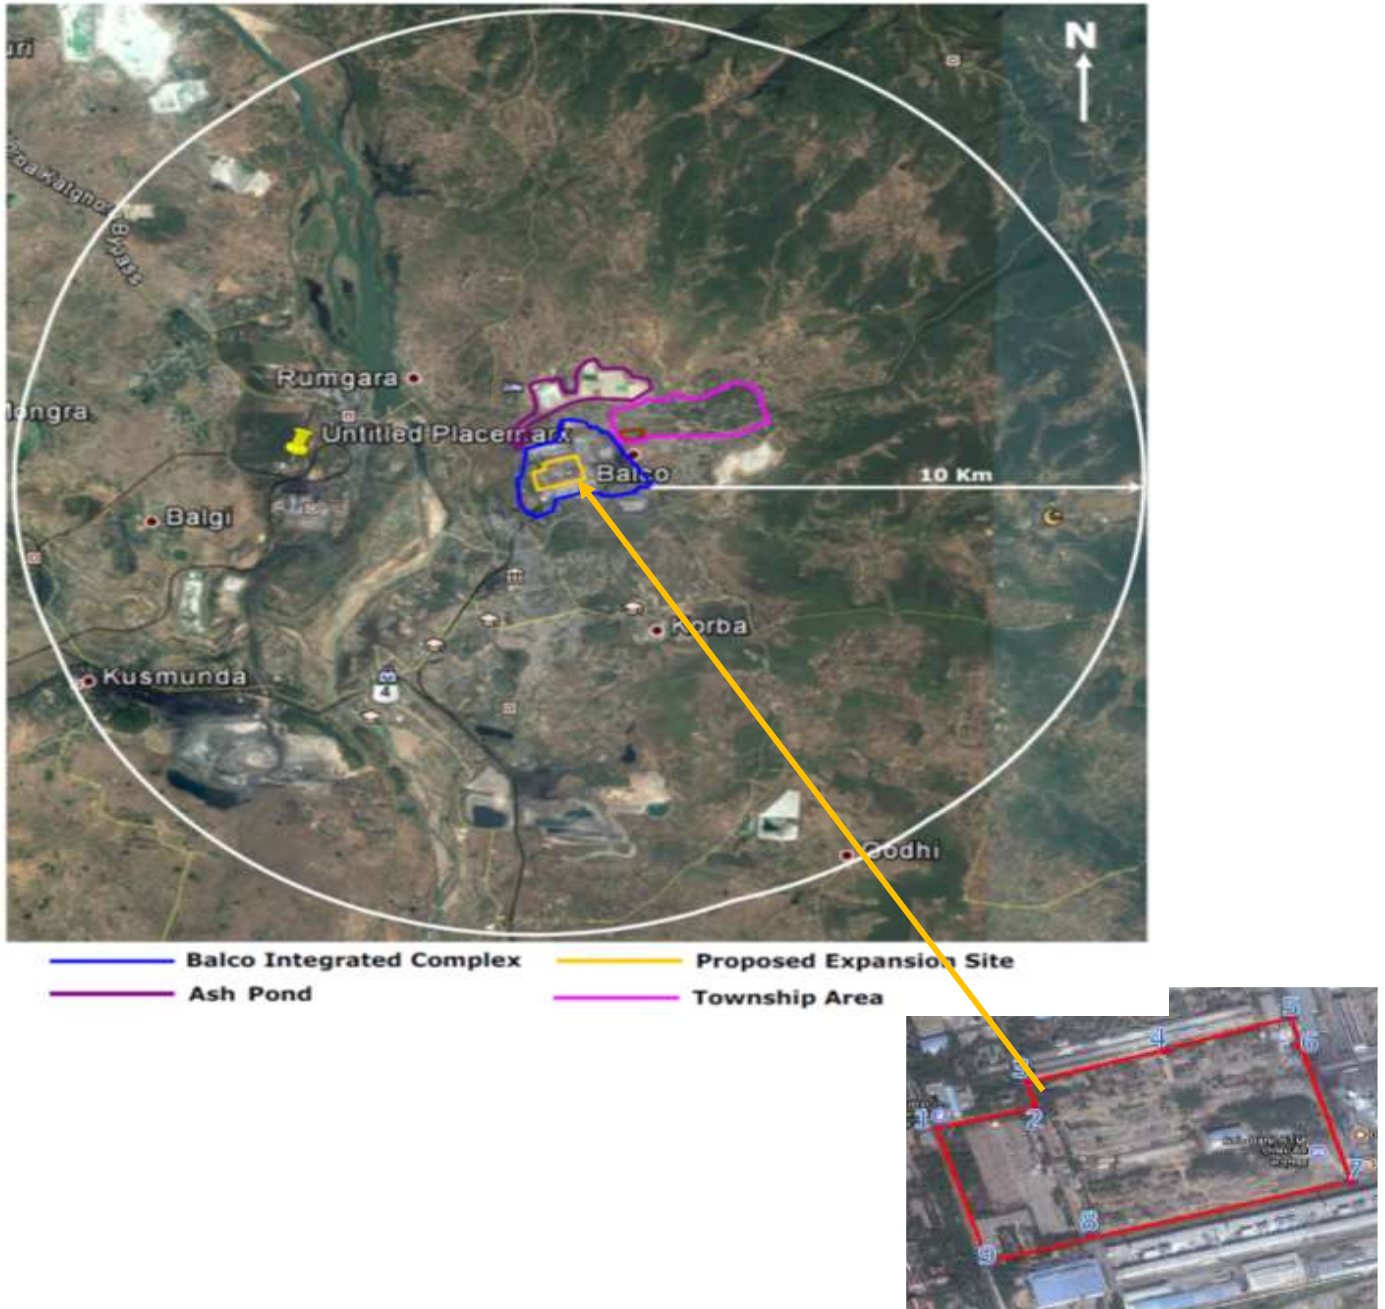 N
Rumgara
Untitled Placemark
Balco
10 Km
Balgi
Korba
Kusmunda
4
Godhi
Balco Integrated Complex
Proposed Expansion Site
Ash Pond
Township Area
5
4
6
3
1
2
7
8
9